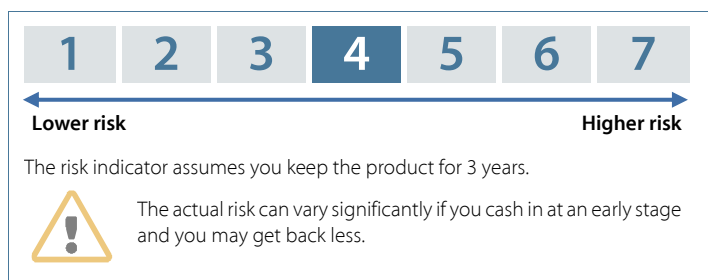 1 2 3 4 5 6 7
Lower risk Higher risk
The risk indicator assumes you keep the product for 3 years.
The actual risk can vary significantly if you cash in at an early stage
and you may get back less.